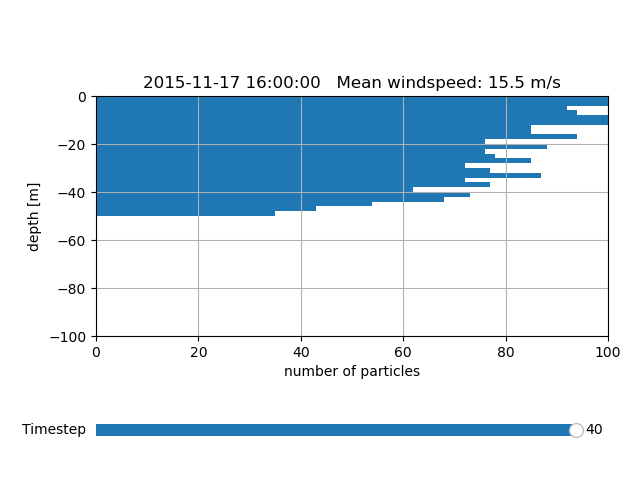 2015-11-17 16:00:00   Mean windspeed: 15.5 m/s
0
−20
−40
−60
−80
−100
depth [m]
0 20 40 60 80 100
number of particles
Timestep 40